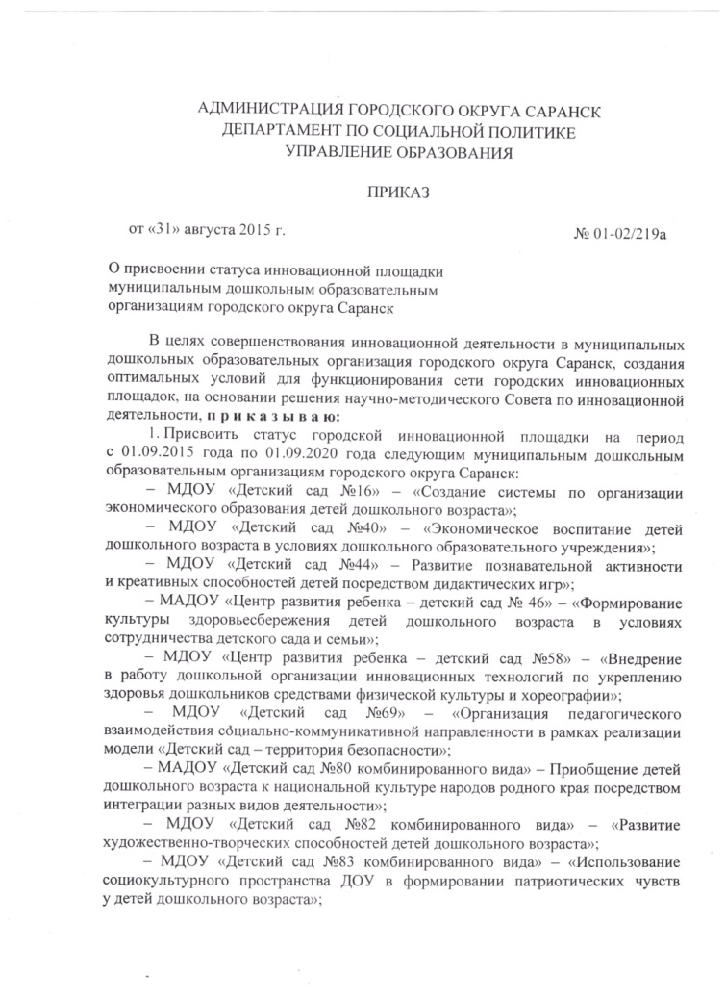 АДМИНИСТРАЦИЯ ГОРОДСКОГО ОКРУГА САРАНСК
ДЕПАРТАМЕНТ ПО СОЦИАЛЬНОЙ ПОЛИТИКЕ
УПРАВЛЕНИЕ ОБРАЗОВАНИЯ
ПРИКАЗ
от «31» августа 2015 г. № 01-02/219а
О присвоении статуса инновационной площадки
муниципальным дошкольным образовательным
организациям городского округа Саранск
В целях совершенствования инновационной деятельности в муниципальных
дошкольных образовательных организация городского округа Саранск, создания
оптимальных условий для функционирования сети городских инновационных
площадок, на основании решения научно-методического Совета по инновационной
деятельности, п р и к а з ы в а ю:
1. Присвоить статус городской инновационной площадки на период
с 01.09.2015 года по 01.09.2020 года следующим муниципальным дошкольным
образовательным организациям городского округа Саранск:
– МДОУ «Детский сад №16» – «Создание системы по организации
экономического образования детей дошкольного возраста»;
– МДОУ «Детский сад №40» – «Экономическое воспитание детей
дошкольного возраста в условиях дошкольного образовательного учреждения»;
– МДОУ «Детский сад №44» – Развитие познавательной активности
и креативных способностей детей посредством дидактических игр»;
– МАДОУ «Центр развития ребенка – детский сад № 46» – «Формирование
культуры здоровьесбережения детей дошкольного возраста в условиях
сотрудничества детского сада и семьи»;
– МДОУ «Центр развития ребенка – детский сад №58» – «Внедрение
в работу дошкольной организации инновационных технологий по укреплению
здоровья дошкольников средствами физической культуры и хореографии»;
– МДОУ «Детский сад №69» – «Организация педагогического
взаимодействия социально-коммуникативной направленности в рамках реализации
модели «Детский сад – территория безопасности»;
– МАДОУ «Детский сад №80 комбинированного вида» – Приобщение детей
дошкольного возраста к национальной культуре народов родного края посредством
интеграции разных видов деятельности»;
– МДОУ «Детский сад №82 комбинированного вида» – «Развитие
художественно-творческих способностей детей дошкольного возраста»;
– МДОУ «Детский сад №83 комбинированного вида» – «Использование
социокультурного пространства ДОУ в формировании патриотических чувств
у детей дошкольного возраста»;